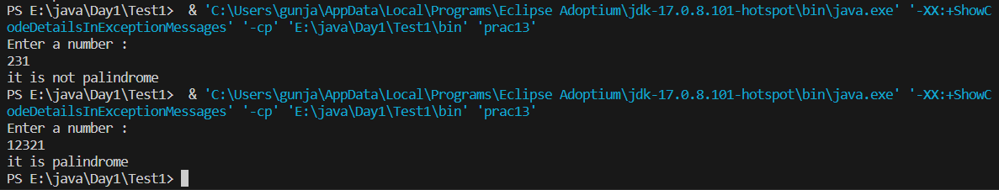 PS E:\java\Day1\Test1>  & 'C:\Users\gunja\AppData\Local\Programs\Eclipse Adoptium\jdk-17.0.8.101-hotspot\bin\java.exe' '-XX:+ShowC
odeDetailsInExceptionMessages' '-cp' 'E:\java\Day1\Test1\bin' 'prac13'
Enter a number :
231
it is not palindrome
PS E:\java\Day1\Test1>  & 'C:\Users\gunja\AppData\Local\Programs\Eclipse Adoptium\jdk-17.0.8.101-hotspot\bin\java.exe' '-XX:+ShowC
odeDetailsInExceptionMessages' '-cp' 'E:\java\Day1\Test1\bin' 'prac13'
Enter a number :
12321
it is palindrome
PS E:\java\Day1\Test1>